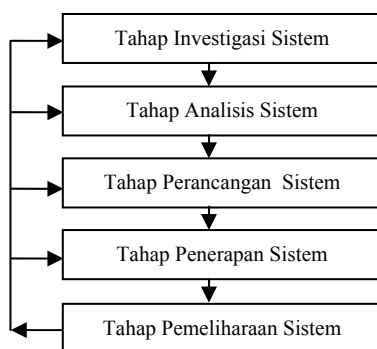 Tahap Investigasi Sistem
Tahap Analisis Sistem
Tahap Perancangan  Sistem
Tahap Penerapan Sistem
Tahap Pemeliharaan Sistem